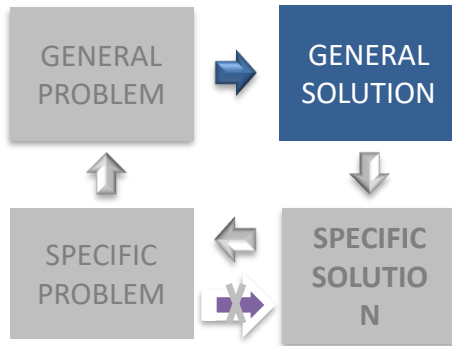 GENERAL
PROBLEM
GENERAL
SOLUTION
SPECIFIC
PROBLEM
SPECIFIC
SOLUTIO
N